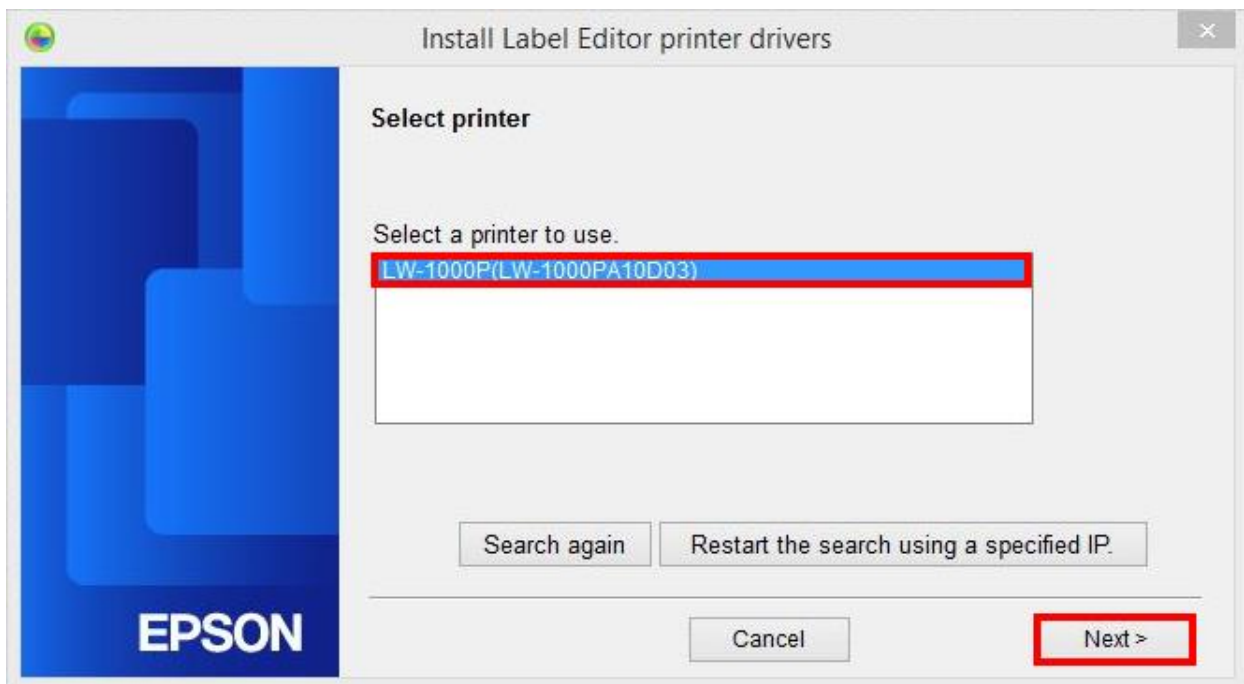 Install Label Editor printer drivers
Select printer
Select a printer to use.
LW-1000P(LW-1000PA10D03)
Search again
Restart the search using a specified IP.
EPSON
Cancel
Next >